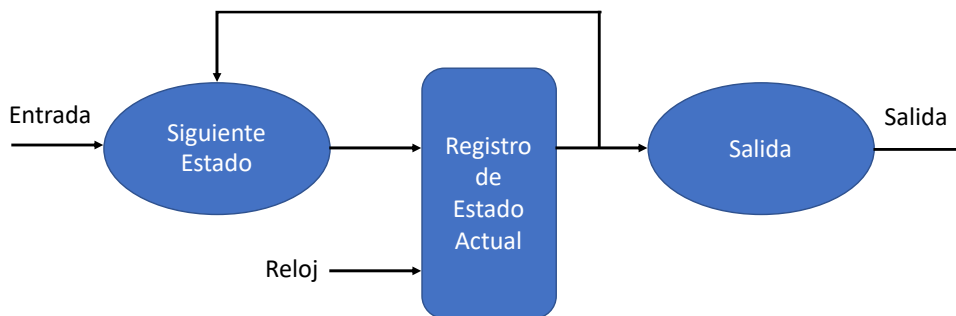 Entrada
Siguiente
Estado
Registro
de
Estado
Actual
Reloj
Salida
Salida